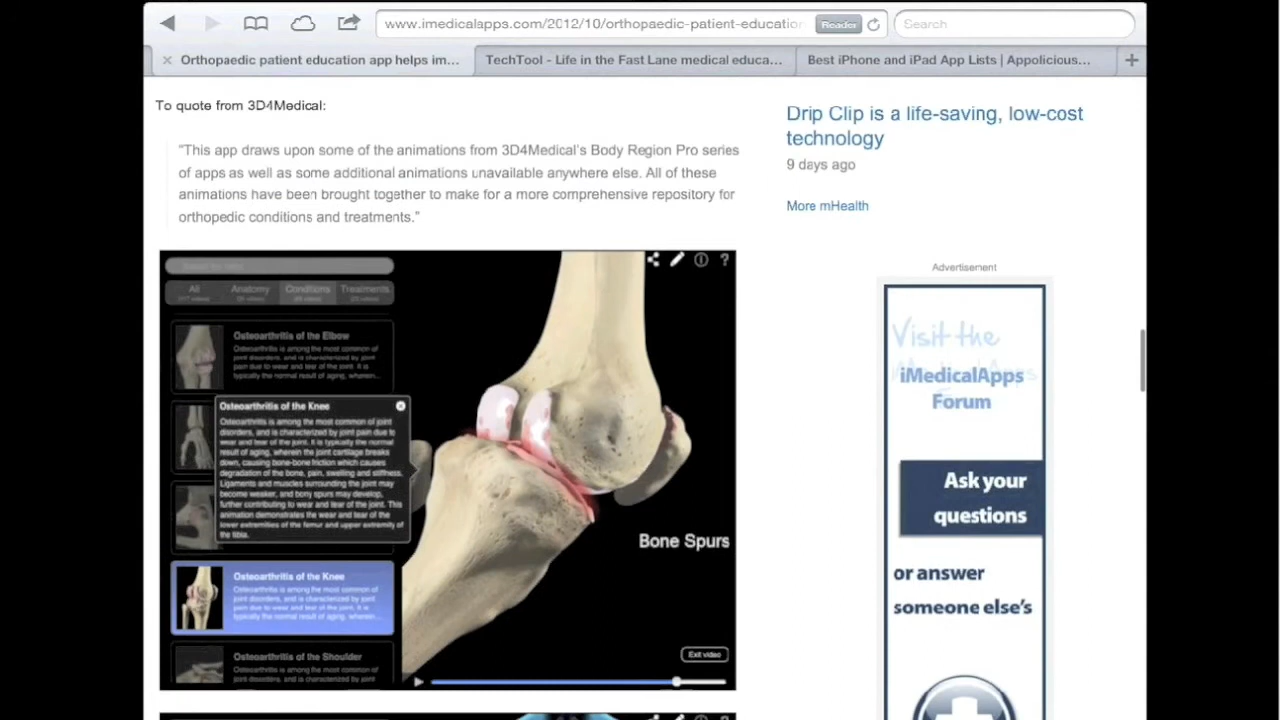 www.imedicalapps.com/2012/10/orthopaedic-patient-educatio
Reader
Search
Orthopaedic patient education app helps im...
TechTool - Life in the Fast Lane medical educa...
Best iPhone and iPad App Lists | Appolicious...
To quote from 3D4Medical:
"This app draws upon some of the animations from 3D4Medical's Body Region Pro series
of apps as well as some additional animations unavailable anywhere else. All of these
animations have been brought together to make for a more comprehensive repository for
orthopedic conditions and treatments."
All
Anatomy
Conditions
Treatments
Osteoarthritis of the Elbow
Osteoarthritis is among the most common of
joint disorders, and is characterized by joint
pain due to wear and tear of the joint. It is
typically the normal result of aging, wherein...
Osteoarthritis of the Knee
Osteoarthritis is among the most common of joint
disorders, and is characterized by joint pain due to
wear and tear of the joint. It is typically the normal
result of aging, wherein the joint cartilage breaks
down, causing bone-bone friction which causes
degradation of the bone, pain, swelling and stiffness.
Ligaments and muscles surrounding the joint may
become weaker, and bony spurs may develop,
further contributing to wear and tear of the joint. This
animation demonstrates the wear and tear of the
lower extremities of the femur and upper extremity of
the tibia.
Osteoarthritis of the Knee
Osteoarthritis is among the most common of
joint disorders, and is characterized by joint
pain due to wear and tear of the joint. It is
typically the normal result of aging, wherein...
Osteoarthritis of the Shoulder
Osteoarthritis is among the most common of
joint disorders, and is characterized by joint
Bone Spurs
Exit video
Drip Clip is a life-saving, low-cost
technology
9 days ago
More mHealth
Advertisement
Visit the
iMedicalApps
Forum
Ask your
questions
or answer
someone else's